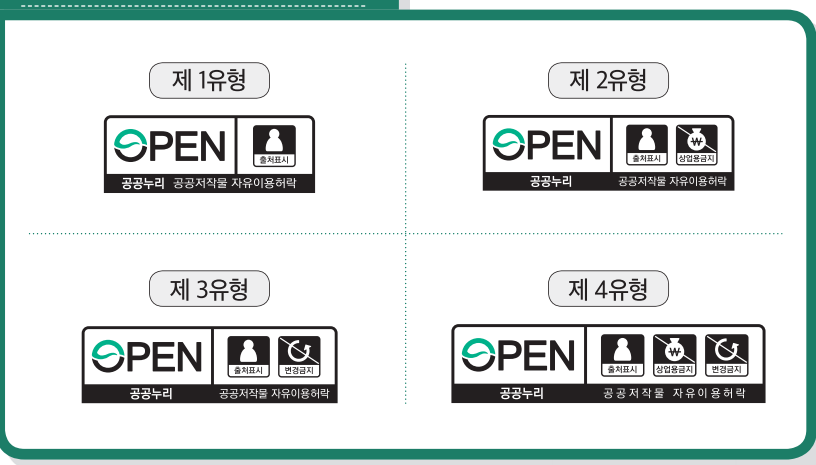 제 1유형
OPEN
출처표시
공공누리 공공저작물 자유이용허락
제 2유형
OPEN
출처표시 상업용금지
공공누리 공공저작물 자유이용허락
제 3유형
OPEN
출처표시 변경금지
공공누리 공공저작물 자유이용허락
제 4유형
OPEN
출처표시 상업용금지 변경금지
공공누리 공공저작물 자유이용허락